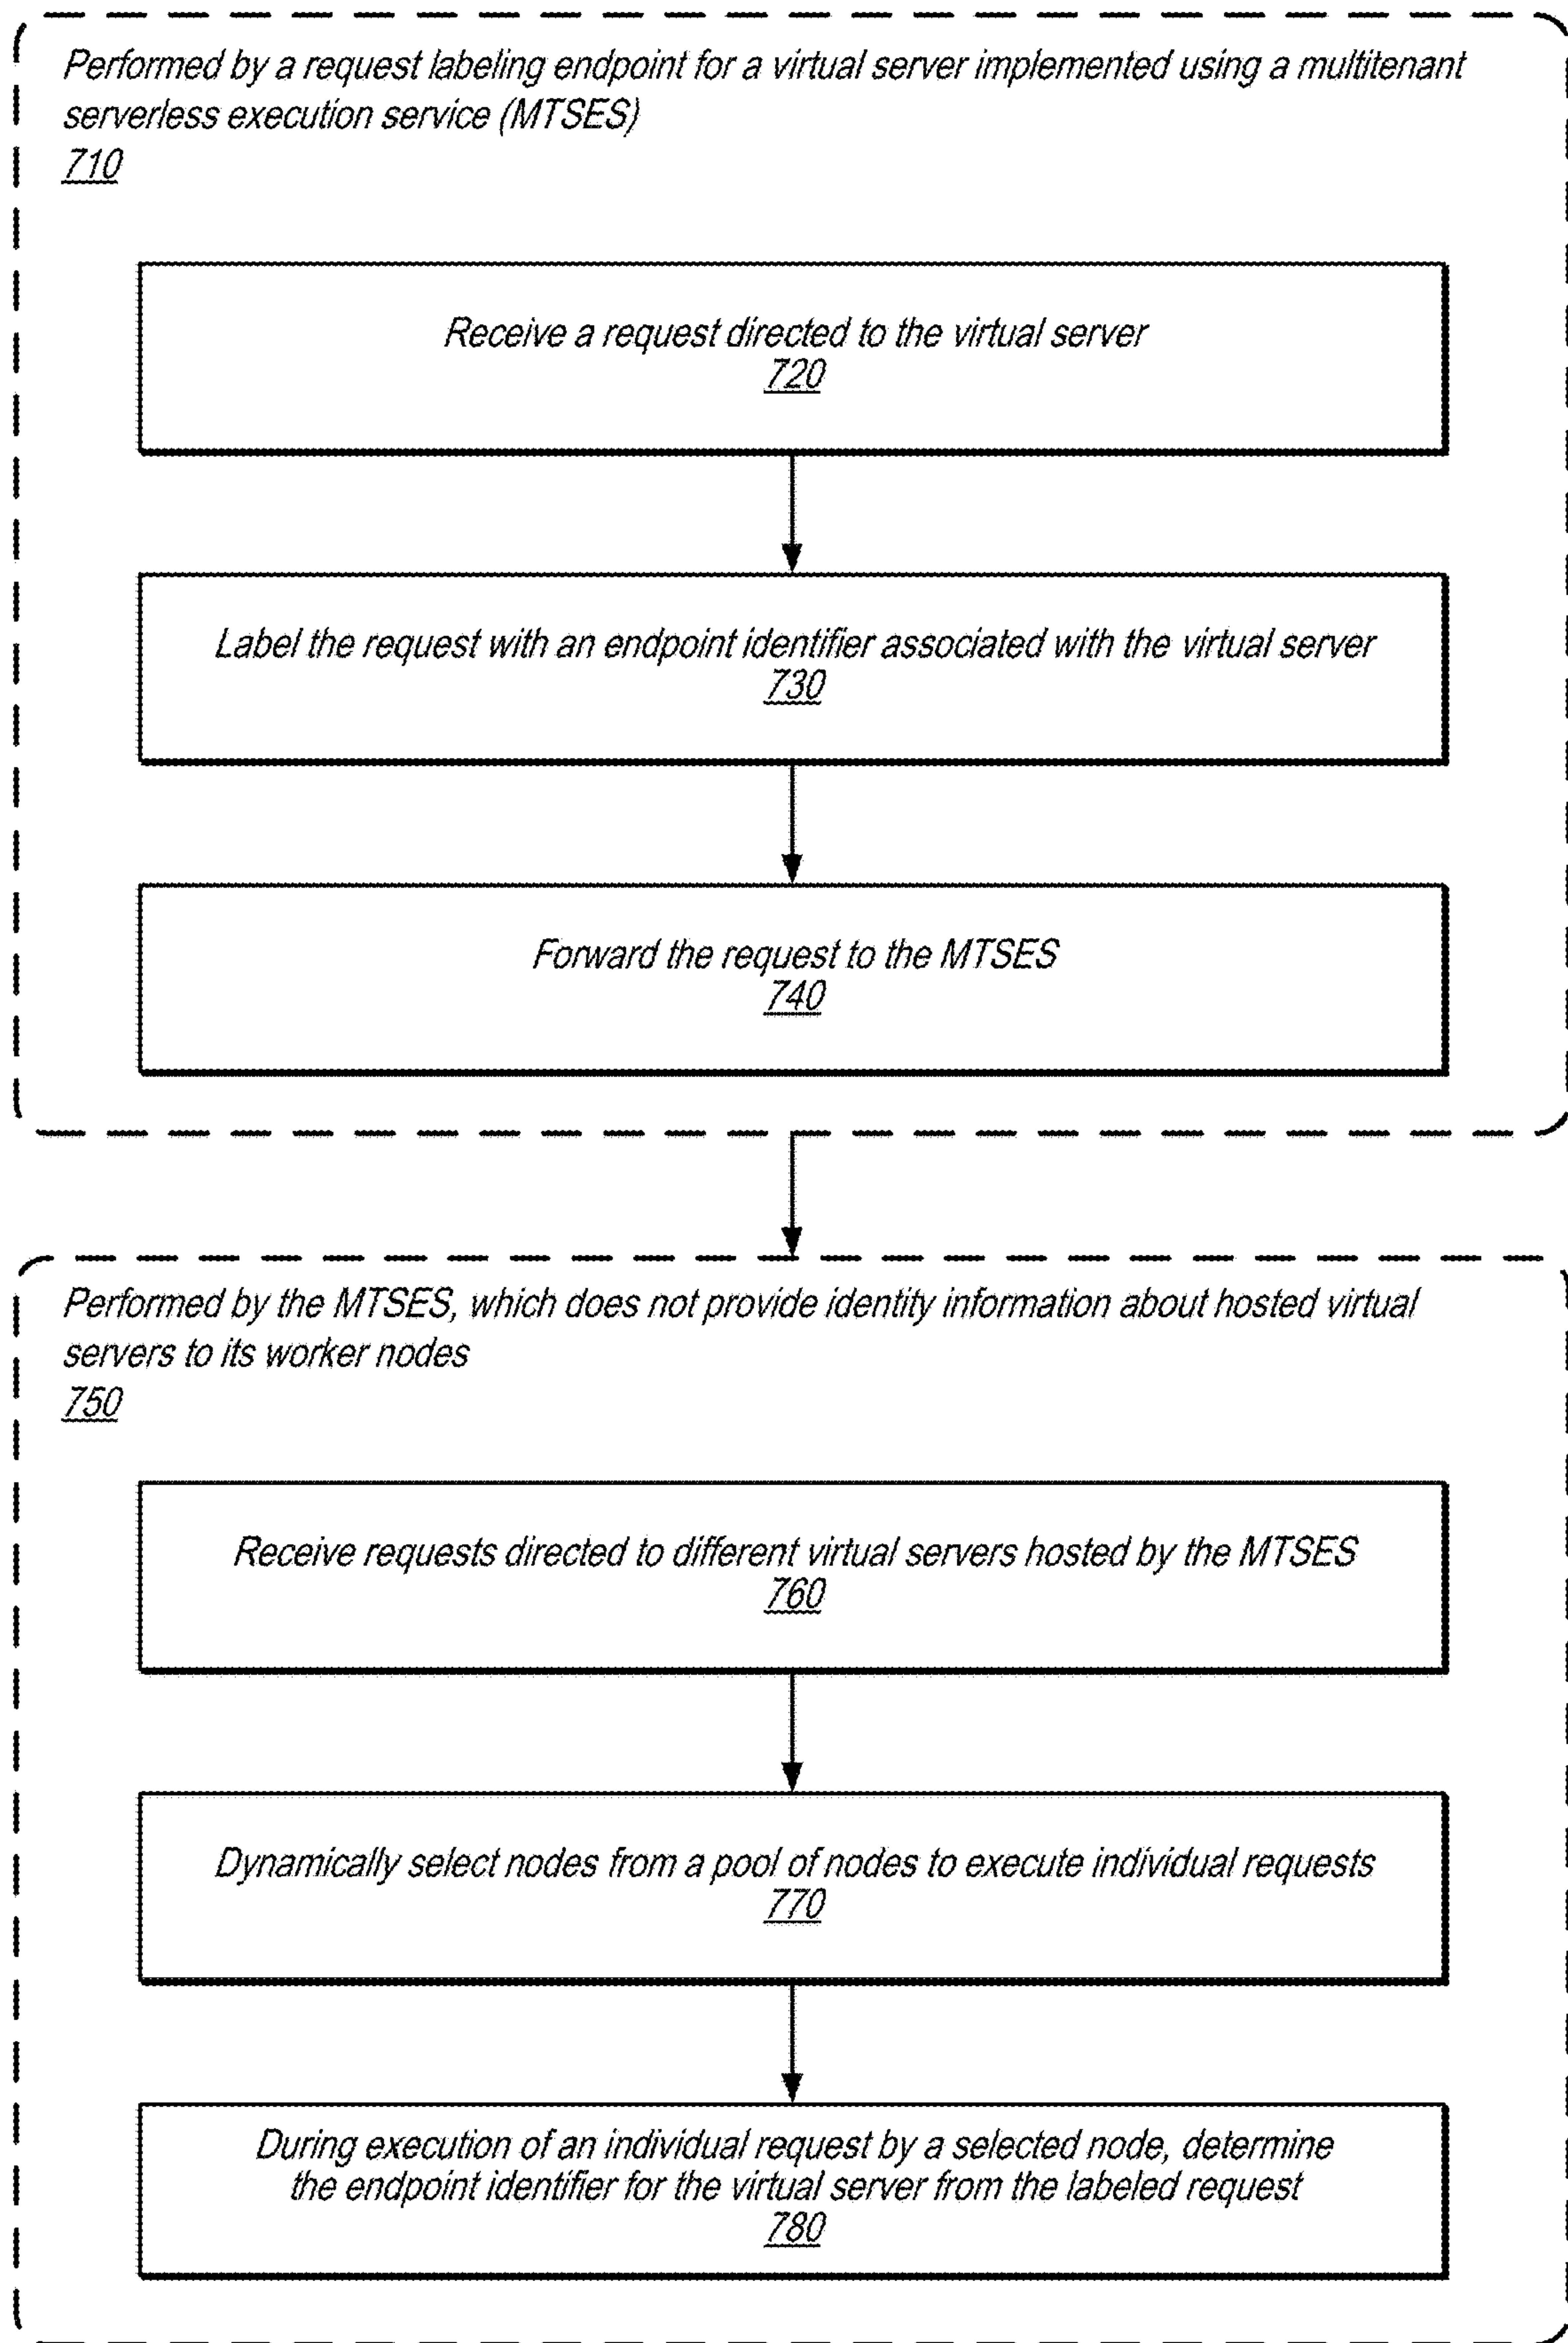 Performed by a request labeling endpoint for a virtual server implemented using a multitenant
serverless execution service (MTSES)
710
Receive a request directed to the virtual server
720
Label the request with an endpoint identifier associated with the virtual server
730
Forward the request to the MTSES
740
Performed by the MTSES, which does not provide identity information about hosted virtual
servers to its worker nodes
750
Receive requests directed to different virtual servers hosted by the MTSES
760
Dynamically select nodes from a pool of nodes to execute individual requests
770
During execution of an individual request by a selected node, determine
the endpoint identifier for the virtual server from the labeled request
780